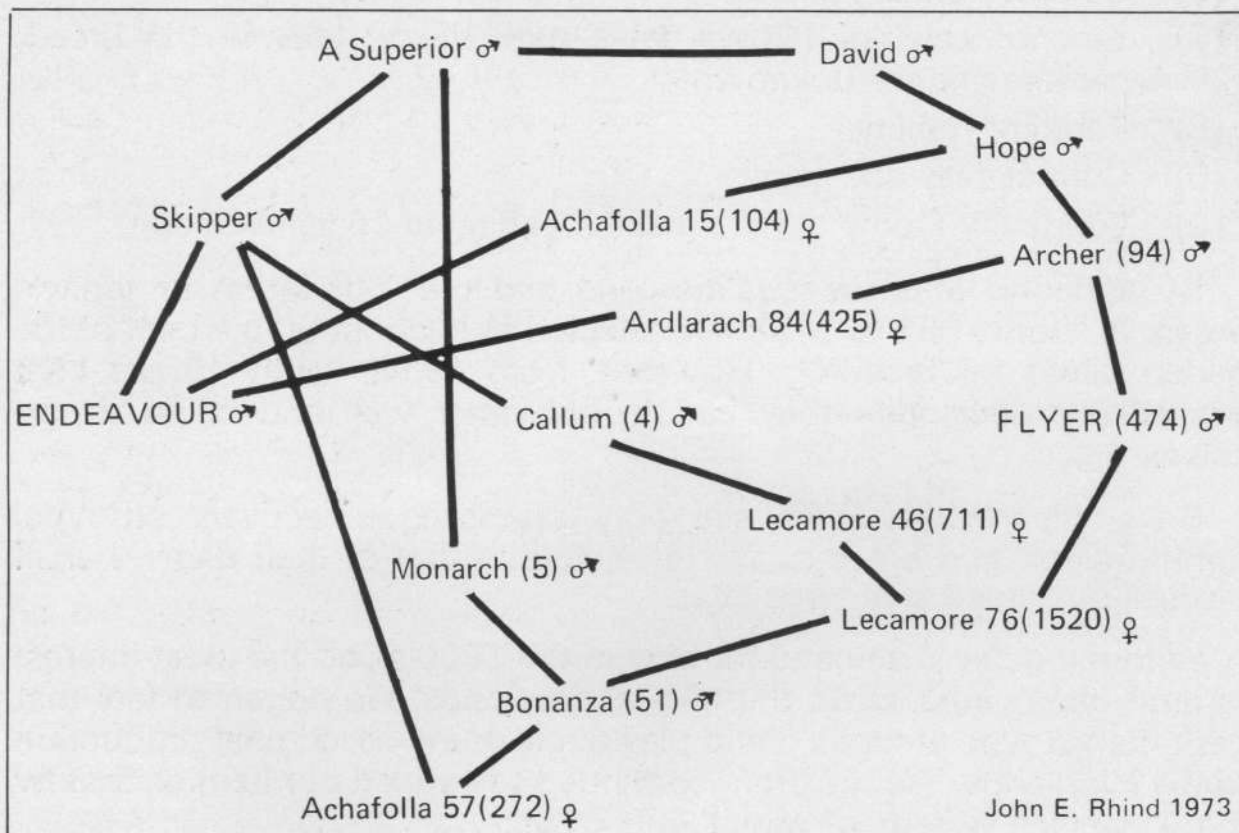 A Superior ♂
David ♂
Hope ♂
Skipper ♂
Achafolla 15(104) ♀
Archer (94) ♂
Ardlarach 84(425) ♀
ENDEAVOUR ♂
Callum (4) ♂
FLYER (474) ♂
Lecamore 46(711) ♀
Monarch (5) ♂
Lecamore 76(1520) ♀
Bonanza (51) ♂
Achafolla 57(272) ♀
John E. Rhind 1973